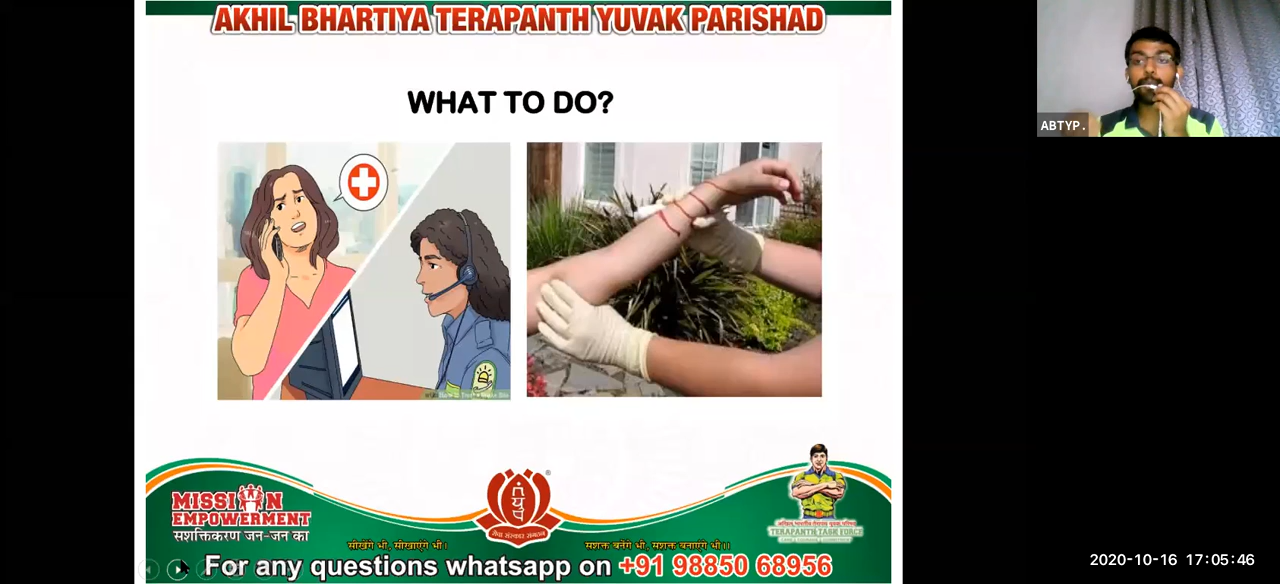 AKHIL BHARTIYA TERAPANTH YUVAK PARISHAD
WHAT TO DO?
ABTYP.
MISSION
EMPOWERMENT
सशक्तिकरण जन-जन का
सेवा संस्कार संगठन
®
TERAPANTH TASK FORCE
सीखेंगे भी, सीखाएंगे भी।
सशक्त बनेंगे भी, सशक्त बनाएंगे भी।।
For any questions whatsapp on +91 98850 68956
2020-10-16 17:05:46